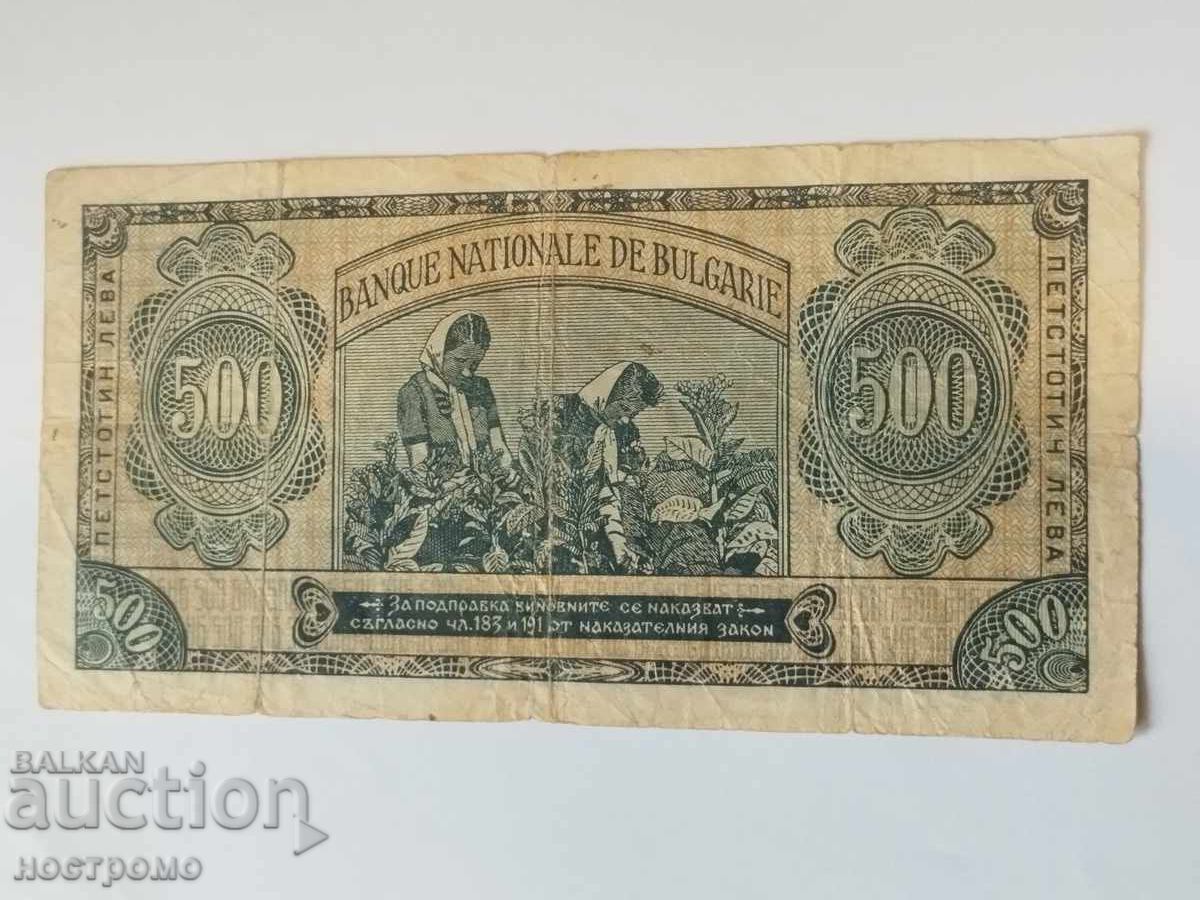 BANQUE NATIONALE DE BULGARIE
500
500
ПЕТСТОТИН ЛЕВА
ПЕТСТОТИН ЛЕВА
500
500
ЗА ПОДПРАВКА ВИНОВНИТЕ СЕ НАКАЗВАТ
СЪГЛАСНО ЧЛ. 183 И 191 ОТ НАКАЗАТЕЛНИЯ ЗАКОН
BALKAN
auction
ностромо